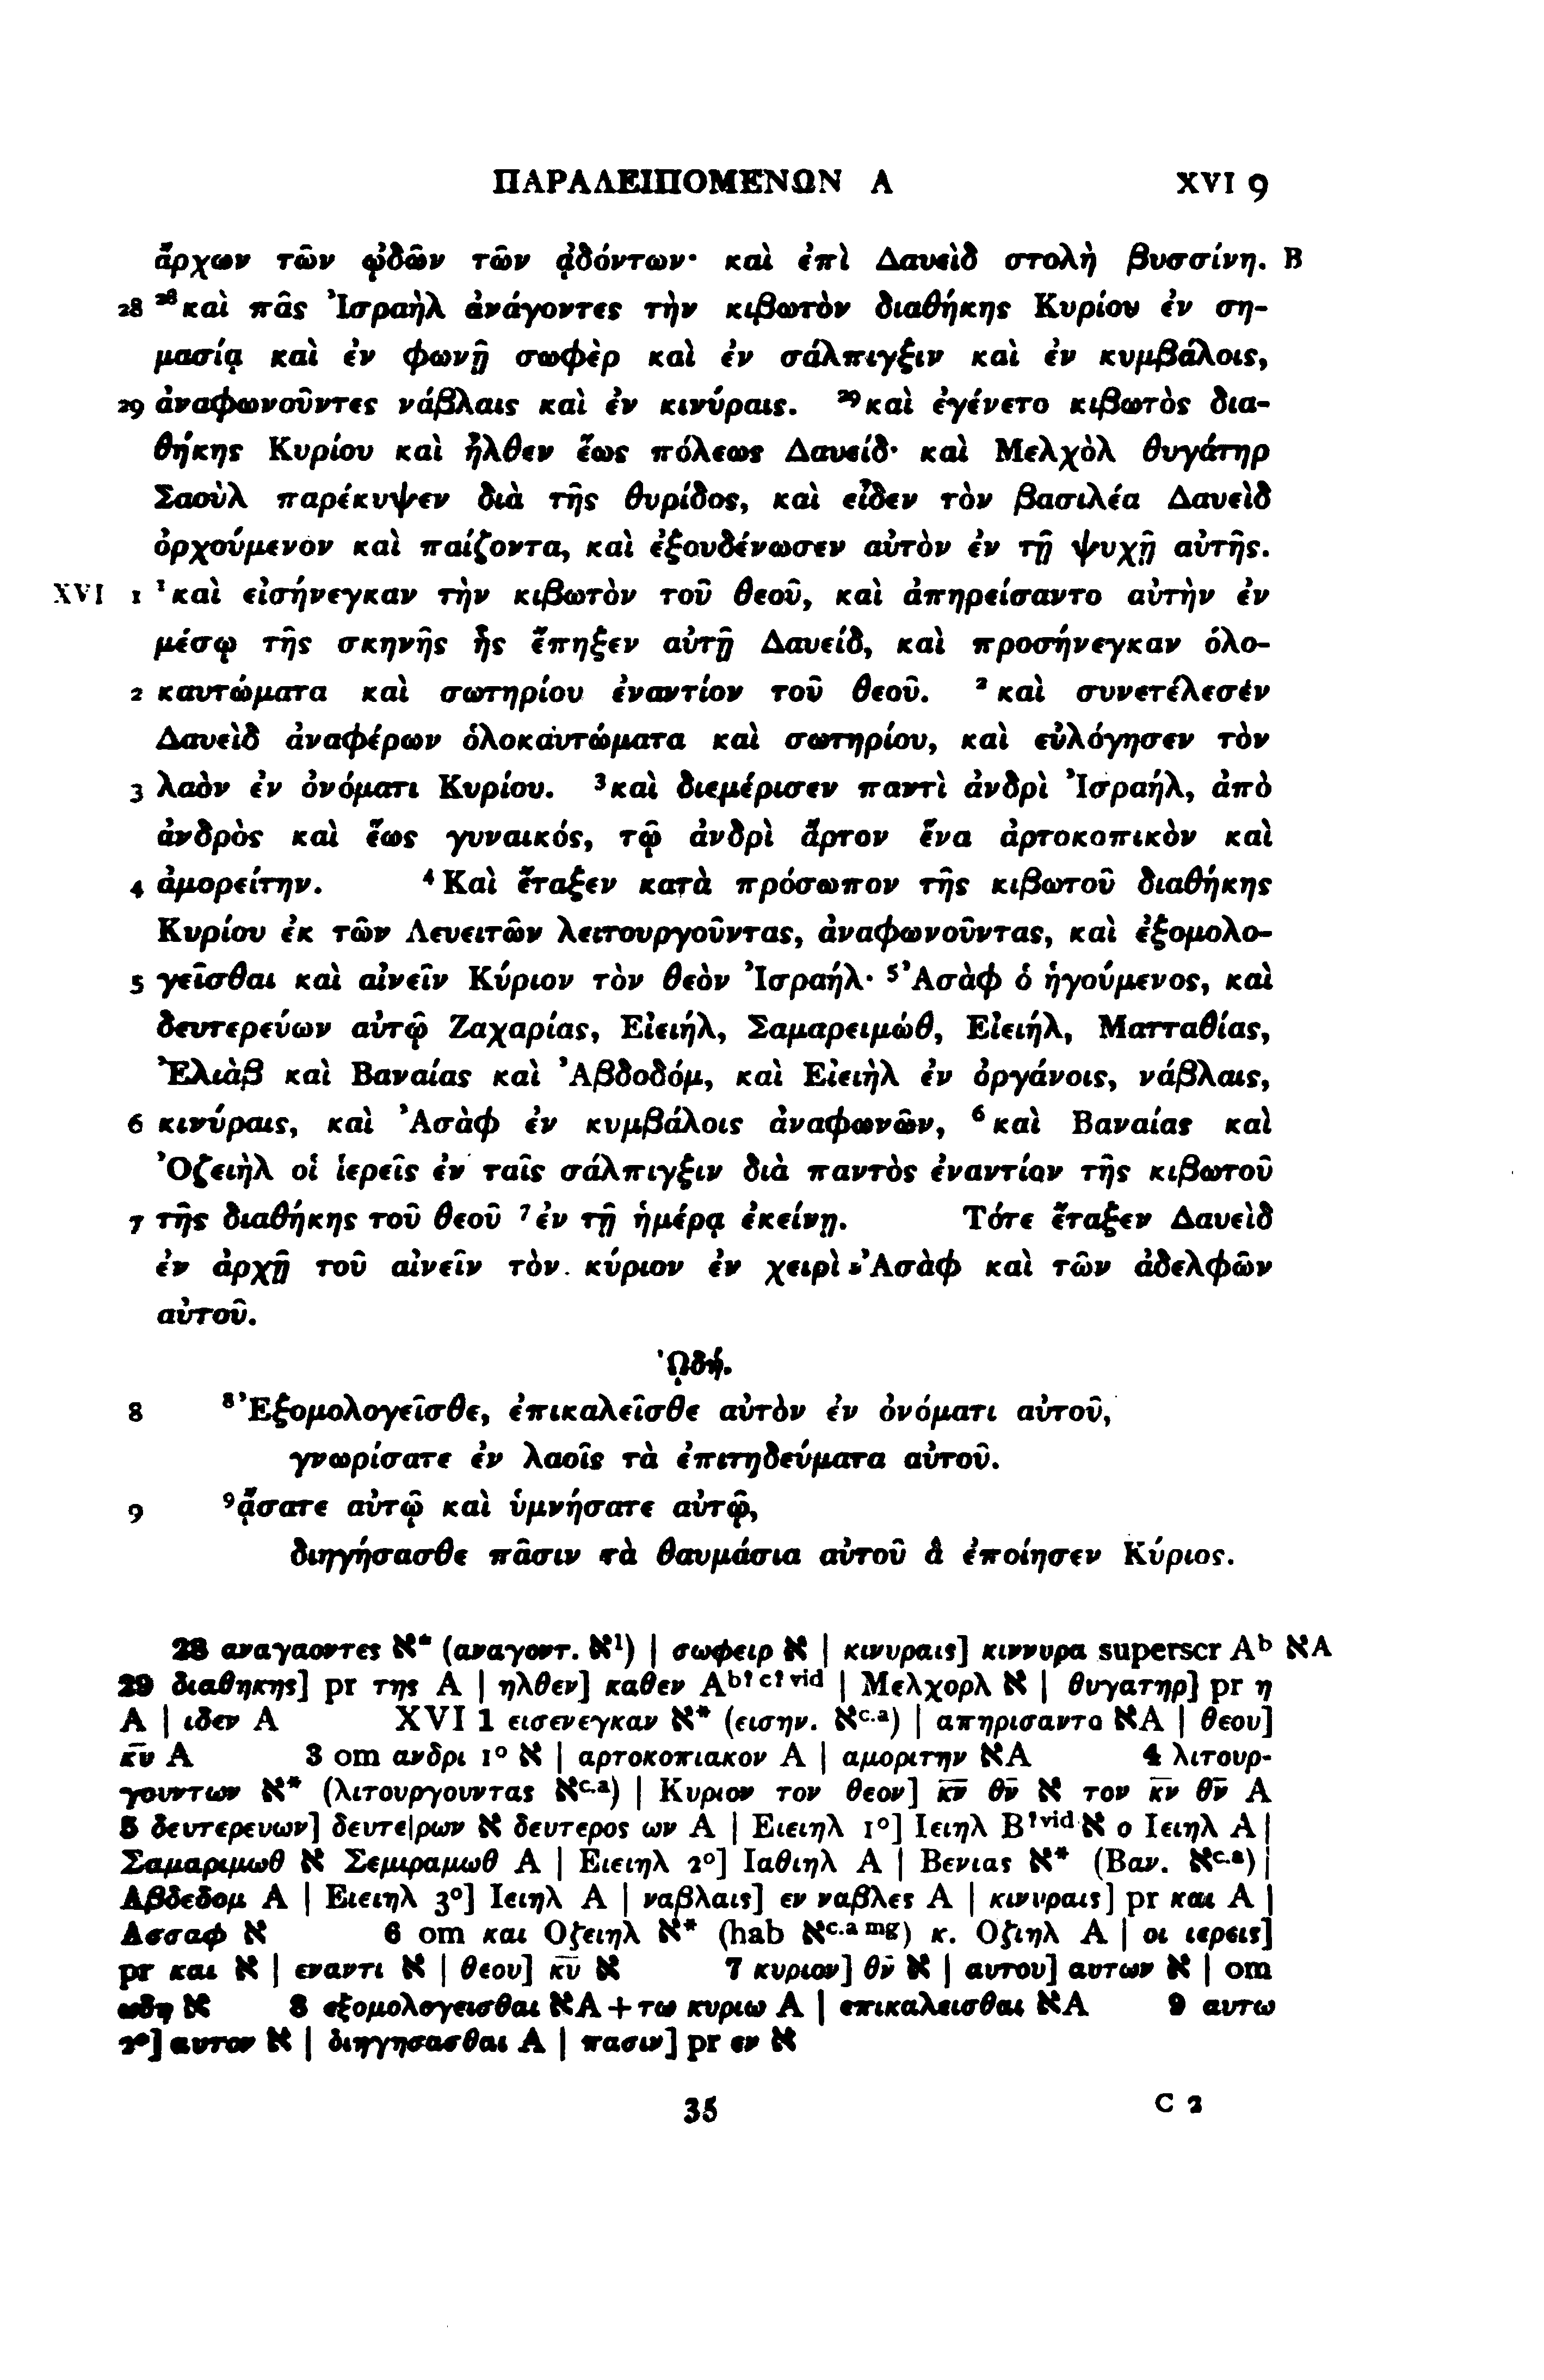 ΠΑΡΑΛΕΙΠΟΜΕΝΩΝ Α XVI 9
ἄρχων τῶν ᾠδῶν τῶν ᾀδόντων· καὶ ἐπὶ Δαυεὶδ στολὴ βυσσίνη. B
28 ²⁸καὶ πᾶς Ἰσραὴλ ἀνάγοντες τὴν κιβωτὸν διαθήκης Κυρίου ἐν ση-
μασίᾳ καὶ ἐν φωνῇ σωφὲρ καὶ ἐν σάλπιγξιν καὶ ἐν κυμβάλοις,
29 ἀναφωνοῦντες νάβλαις καὶ ἐν κινύραις. ²⁹καὶ ἐγένετο κιβωτὸς δια-
θήκης Κυρίου καὶ ἦλθεν ἕως πόλεως Δαυείδ· καὶ Μελχὸλ θυγάτηρ
Σαοὺλ παρέκυψεν διὰ τῆς θυρίδος, καὶ εἶδεν τὸν βασιλέα Δαυεὶδ
ὀρχούμενον καὶ παίζοντα, καὶ ἐξουδένωσεν αὐτὸν ἐν τῇ ψυχῇ αὐτῆς.
XVI 1 ¹καὶ εἰσήνεγκαν τὴν κιβωτὸν τοῦ θεοῦ, καὶ ἀπηρείσαντο αὐτὴν ἐν
μέσῳ τῆς σκηνῆς ἧς ἔπηξεν αὐτῇ Δαυείδ, καὶ προσήνεγκαν ὁλο-
2 καυτώματα καὶ σωτηρίου ἐναντίον τοῦ θεοῦ. ²καὶ συνετέλεσέν
Δαυεὶδ ἀναφέρων ὁλοκαυτώματα καὶ σωτηρίου, καὶ εὐλόγησεν τὸν
3 λαὸν ἐν ὀνόματι Κυρίου. ³καὶ διεμέρισεν παντὶ ἀνδρὶ Ἰσραήλ, ἀπὸ
ἀνδρὸς καὶ ἕως γυναικός, τῷ ἀνδρὶ ἄρτον ἕνα ἀρτοκοπικὸν καὶ
4 ἀμορείτην. ⁴Καὶ ἔταξεν κατὰ πρόσωπον τῆς κιβωτοῦ διαθήκης
Κυρίου ἐκ τῶν Λευειτῶν λειτουργοῦντας, ἀναφωνοῦντας, καὶ ἐξομολο-
5 γεῖσθαι καὶ αἰνεῖν Κύριον τὸν θεὸν Ἰσραήλ· ⁵Ἀσὰφ ὁ ἡγούμενος, καὶ
δευτερεύων αὐτῷ Ζαχαρίας, Εἰειήλ, Σαμαρειμώθ, Εἰειήλ, Ματταθίας,
Ἐλιὰβ καὶ Βαναίας καὶ Ἀβδοδόμ, καὶ Εἰειὴλ ἐν ὀργάνοις, νάβλαις,
6 κινύραις, καὶ Ἀσὰφ ἐν κυμβάλοις ἀναφωνῶν, ⁶καὶ Βαναίας καὶ
Ὀζειὴλ οἱ ἱερεῖς ἐν ταῖς σάλπιγξιν διὰ παντὸς ἐναντίον τῆς κιβωτοῦ
7 τῆς διαθήκης τοῦ θεοῦ ⁷ἐν τῇ ἡμέρᾳ ἐκείνῃ. Τότε ἔταξεν Δαυεὶδ
ἐν ἀρχῇ τοῦ αἰνεῖν τὸν κύριον ἐν χειρὶ Ἀσὰφ καὶ τῶν ἀδελφῶν
αὐτοῦ.
ᾨδή.
8 ⁸Ἐξομολογεῖσθε, ἐπικαλεῖσθε αὐτὸν ἐν ὀνόματι αὐτοῦ,
γνωρίσατε ἐν λαοῖς τὰ ἐπιτηδεύματα αὐτοῦ.
9 ⁹ᾄσατε αὐτῷ καὶ ὑμνήσατε αὐτῷ,
διηγήσασθε πᾶσιν τὰ θαυμάσια αὐτοῦ ἃ ἐποίησεν Κύριος.
28 αναγαοντες ℵ* (αναγοντ. ℵ¹) | σωφειρ ℵ | κινυραις] κιννυρα superscr Aᵇ ℵA
29 διαθηκης] pr της A | ηλθεν] καθεν Aᵇ? ᶜ? ᵛⁱᵈ | Μελχορλ ℵ | θυγατηρ] pr η
A | ιδεν A XVI 1 εισενεγκαν ℵ* (εισην. ℵᶜ·ᵃ) | απηρισαντο ℵA | θεου]
κ̅υ̅ A 3 om ανδρι 1° ℵ | αρτοκοπιακον A | αμοριτην ℵA 4 λιτουρ-
γουντων ℵ* (λιτουργουντας ℵᶜ·ᵃ) | Κυριον τον θεον] κ̅ν̅ θ̅ν̅ ℵ τον κ̅ν̅ θ̅ν̅ A
5 δευτερευων] δευτε|ρων ℵ δευτερος ων A | Ειειηλ 1°] Ιειηλ B?ᵛⁱᵈ ℵ ο Ιειηλ A |
Σαμαριμωθ ℵ Σεμιραμωθ A | Ειειηλ 2°] Ιαθιηλ A | Βενιας ℵ* (Βαν. ℵᶜ·ᵃ) |
Αβδεδομ A | Ειειηλ 3°] Ιειηλ A | ναβλαις] εν ναβλες A | κινυραις] pr και A |
Ασσαφ ℵ 6 om και Οζειηλ ℵ* (hab ℵᶜ·ᵃ ᵐᵍ) κ. Οζιηλ A | οι ιερεις]
pr και ℵ | εναντι ℵ | θεου] κ̅υ̅ ℵ 7 κυριον] θ̅ν̅ ℵ | αυτου] αυτων ℵ | om
ωδη ℵ 8 εξομολογεισθαι ℵA + τω κυριω A | επικαλεισθαι ℵA 9 αυτω
2°] αυτον ℵ | διηγησασθαι A | πασιν] pr εν ℵ
35 C 2